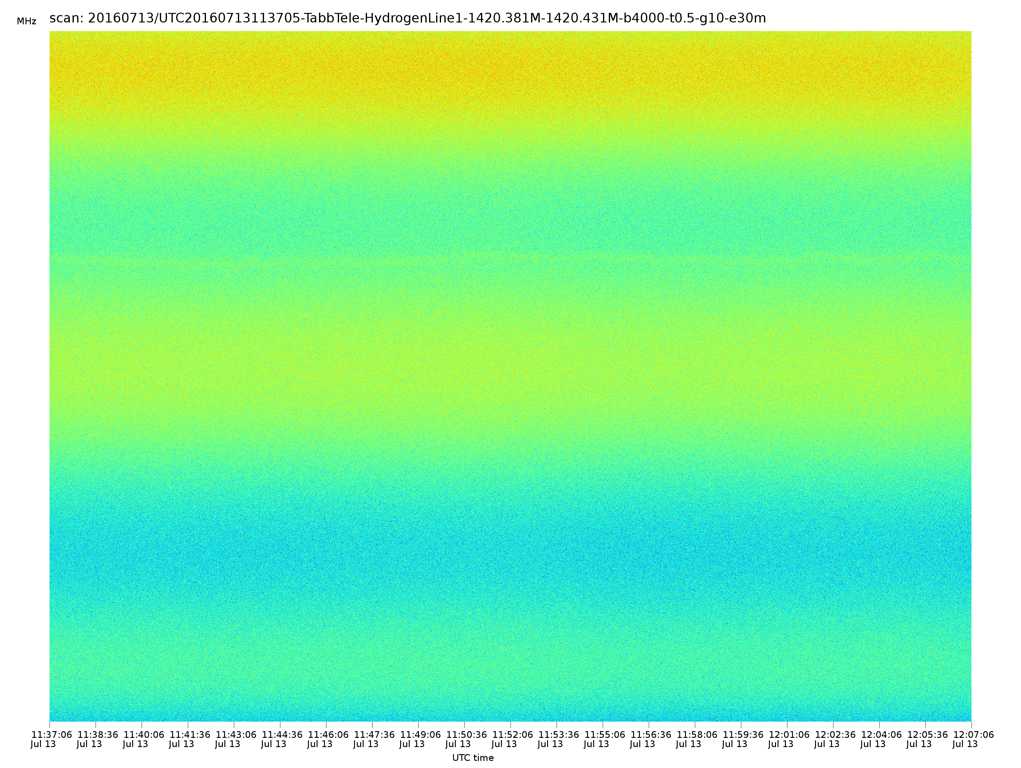 MHz
scan: 20160713/UTC20160713113705-TabbTele-HydrogenLine1-1420.381M-1420.431M-b4000-t0.5-g10-e30m
11:37:06 11:38:36 11:40:06 11:41:36 11:43:06 11:44:36 11:46:06 11:47:36 11:49:06 11:50:36 11:52:06 11:53:36 11:55:06 11:56:36 11:58:06 11:59:36 12:01:06 12:02:36 12:04:06 12:05:36 12:07:06
Jul 13 Jul 13 Jul 13 Jul 13 Jul 13 Jul 13 Jul 13 Jul 13 Jul 13 Jul 13 Jul 13 Jul 13 Jul 13 Jul 13 Jul 13 Jul 13 Jul 13 Jul 13 Jul 13 Jul 13 Jul 13
UTC time